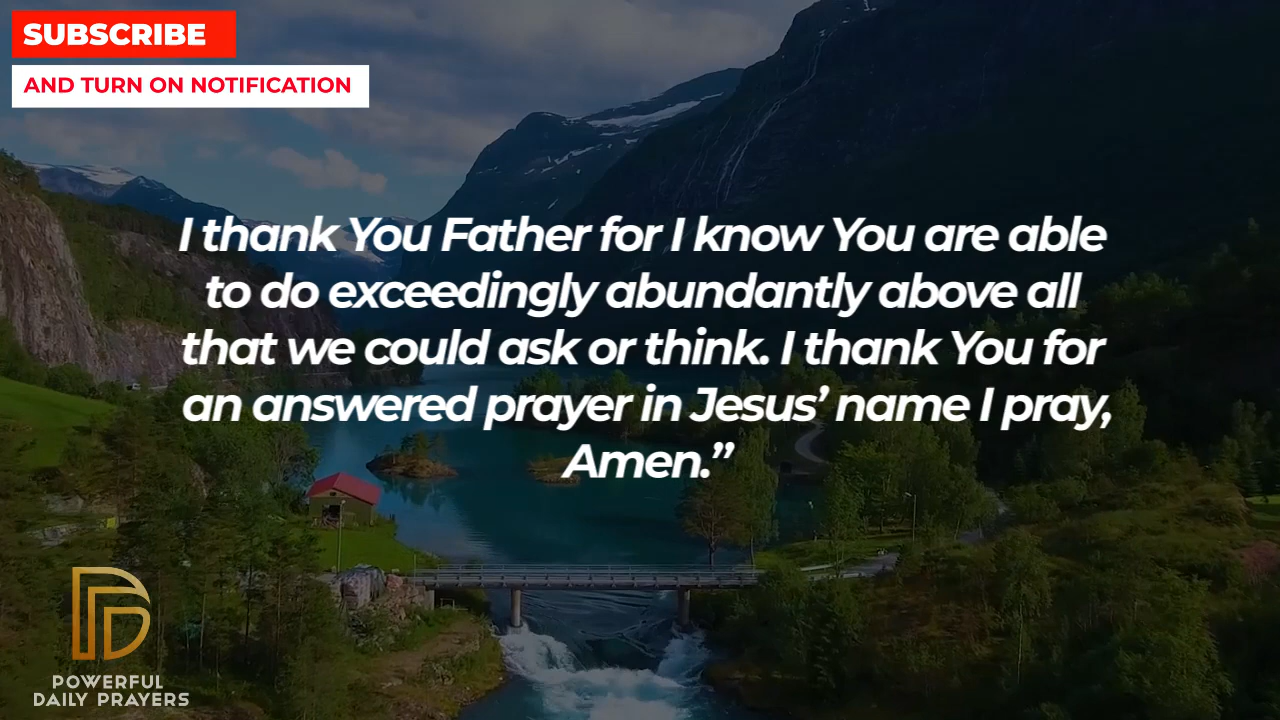 SUBSCRIBE
AND TURN ON NOTIFICATION
I thank You Father for I know You are able
to do exceedingly abundantly above all
that we could ask or think. I thank You for
an answered prayer in Jesus’ name I pray,
Amen.”
POWERFUL
DAILY PRAYERS